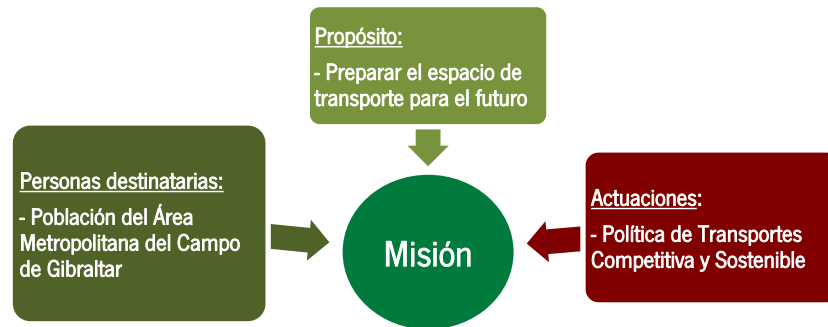 Propósito:
- Preparar el espacio de
transporte para el futuro
Personas destinatarias:
- Población del Área
Metropolitana del Campo
de Gibraltar
Misión
Actuaciones:
- Política de Transportes
Competitiva y Sostenible